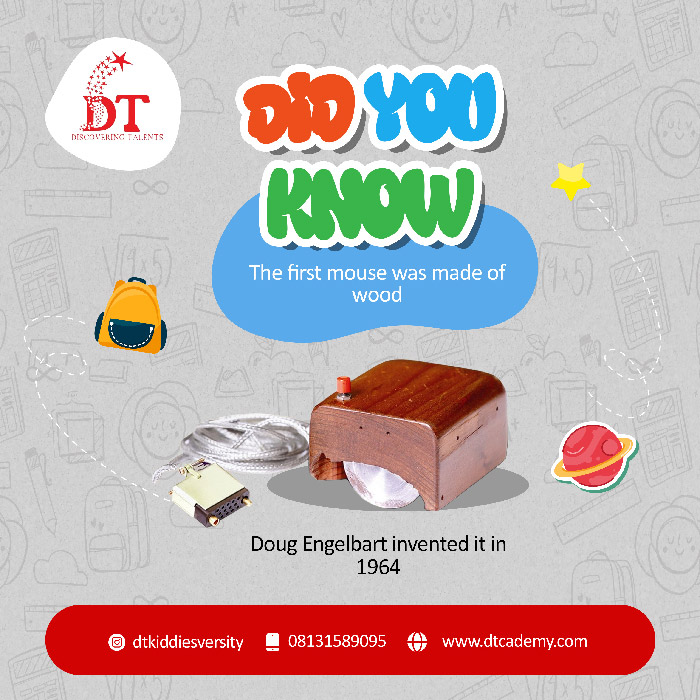 DT
DISCOVERING TALENTS
DiD YOU
KNOW
The first mouse was made of
wood
Doug Engelbart invented it in
1964
dtkiddiesversity
08131589095
www.dtcademy.com